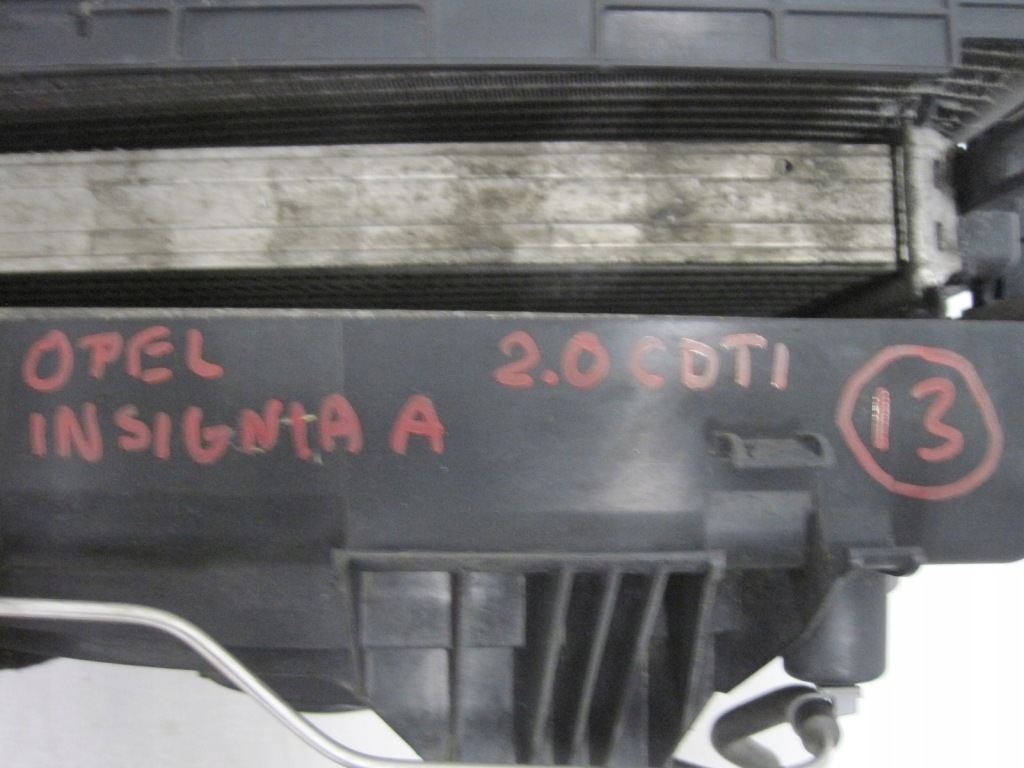 OPEL 2.0 CDTI
INSIGNIA A
13